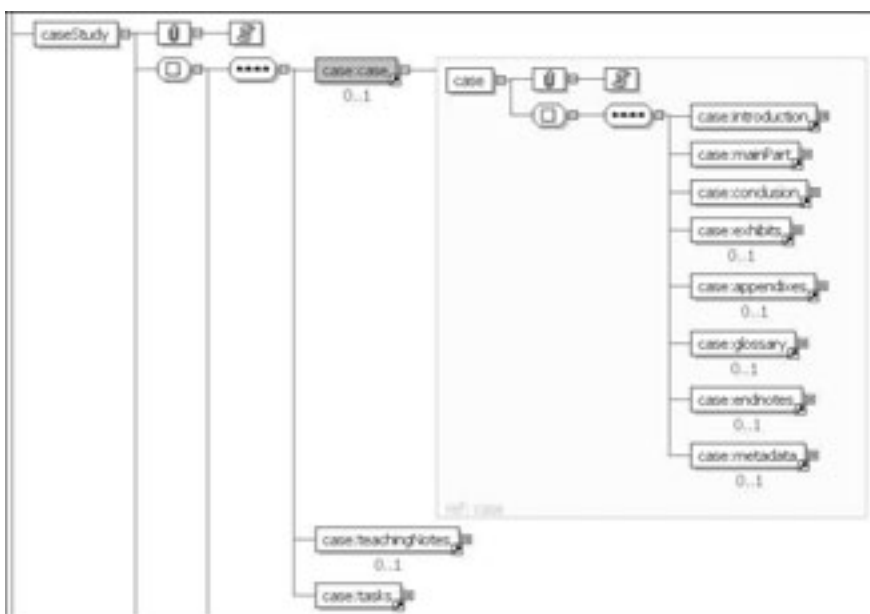 caseStudy
case:case
0..1
case
case:introduction
case:mainPart
case:conclusion
case:exhibits
0..1
case:appendixes
0..1
case:glossary
0..1
case:endnotes
0..1
case:metadata
0..1
ref: case
case:teachingNotes
0..1
case:tasks